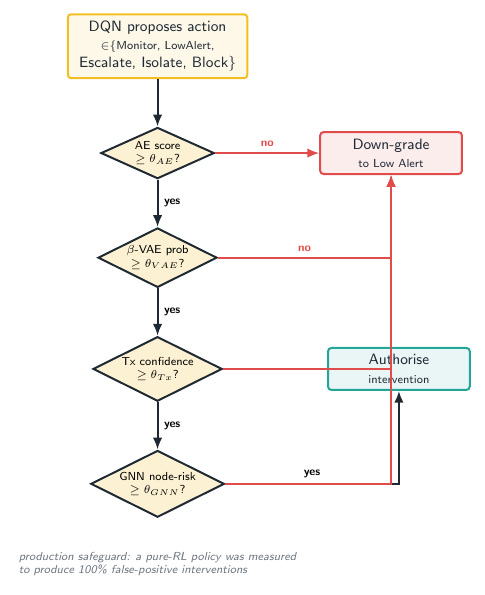 DQN proposes action
∈{Monitor, LowAlert,
Escalate, Isolate, Block}
AE score
≥ θ_AE?
no
Down-grade
to Low Alert
yes
β-VAE prob
≥ θ_VAE?
no
yes
Tx confidence
≥ θ_Tx?
Authorise
intervention
yes
GNN node-risk
≥ θ_GNN?
yes
production safeguard: a pure-RL policy was measured
to produce 100% false-positive interventions